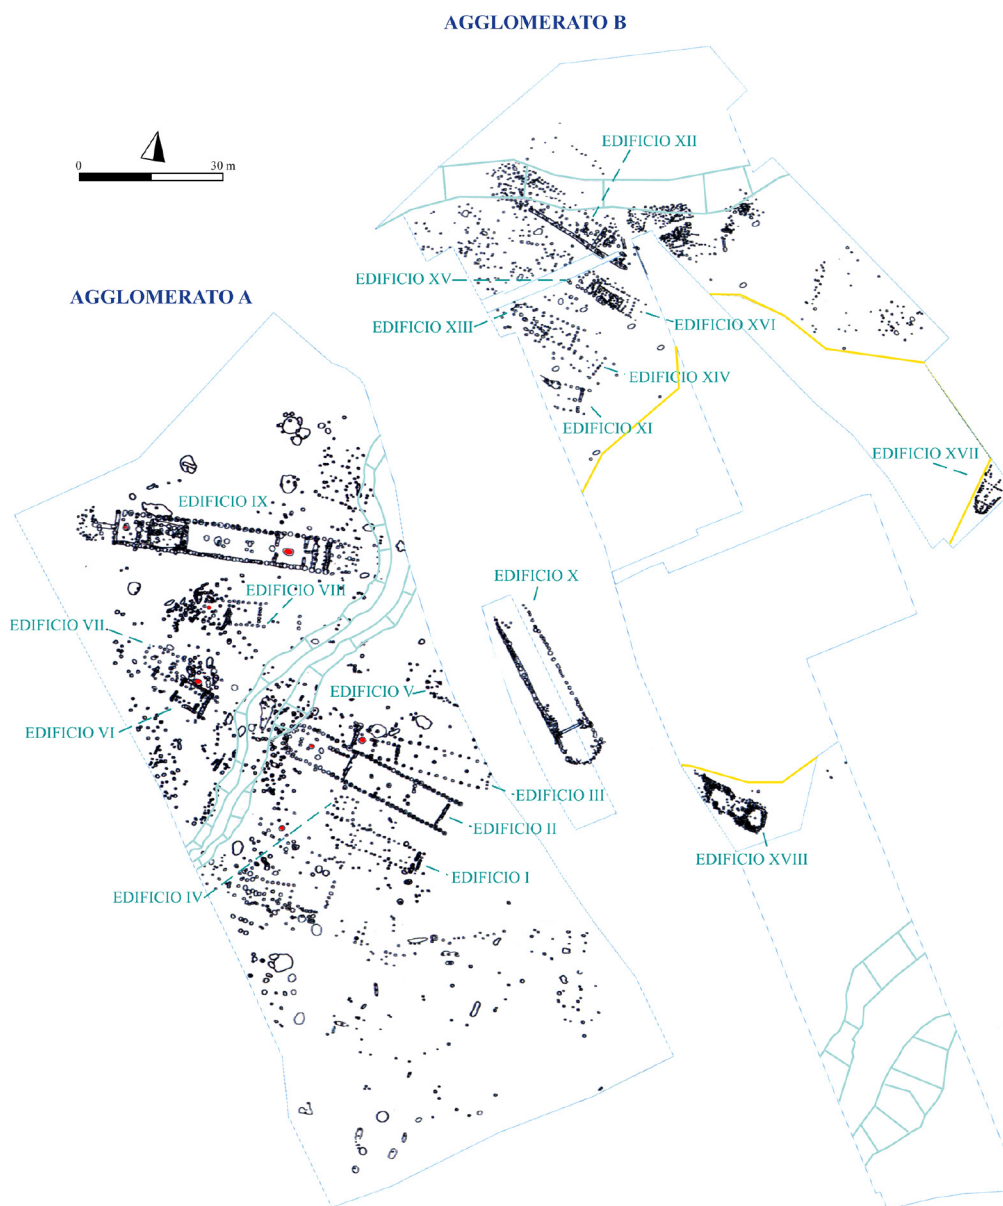 AGGLOMERATO B
EDIFICIO XII
0 30 m
EDIFICIO XV
AGGLOMERATO A
EDIFICIO XIII
EDIFICIO XVI
EDIFICIO XIV
EDIFICIO XI
EDIFICIO XVII
EDIFICIO IX
EDIFICIO X
EDIFICIO VIII
EDIFICIO VII
EDIFICIO V
EDIFICIO VI
EDIFICIO III
EDIFICIO II
EDIFICIO XVIII
EDIFICIO I
EDIFICIO IV